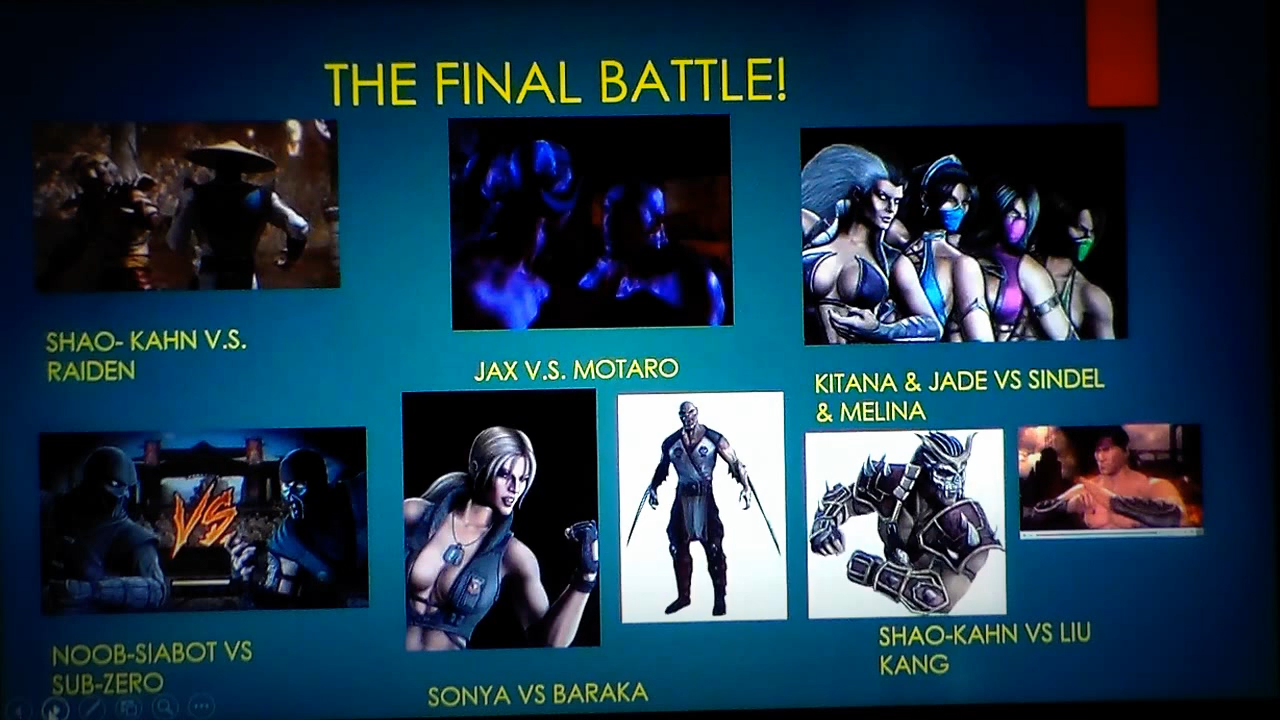 THE FINAL BATTLE!
SHAO- KAHN V.S.
RAIDEN
JAX V.S. MOTARO
KITANA & JADE VS SINDEL
& MELINA
VS
NOOB-SIABOT VS
SUB-ZERO
SONYA VS BARAKA
SHAO-KAHN VS LIU
KANG